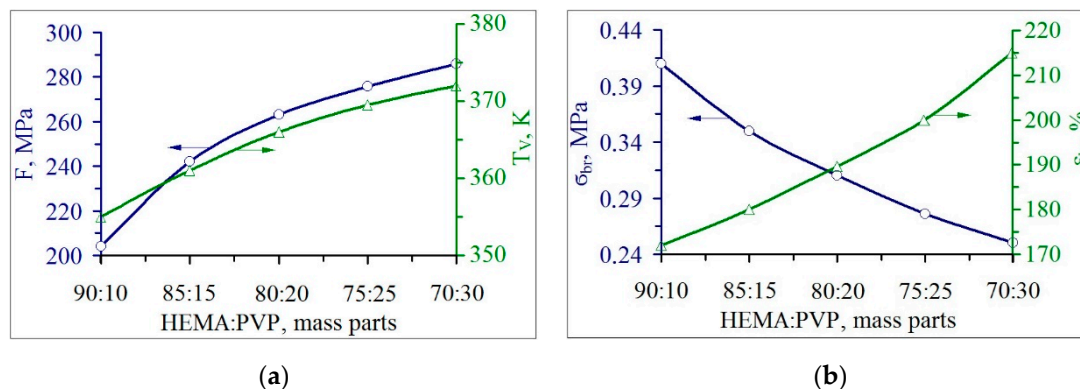 300
280
260
240
220
200
F, MPa
380
370
360
350
Tv, K
90:10 85:15 80:20 75:25 70:30
HEMA:PVP, mass parts
(a)
0.44
0.39
0.34
0.29
0.24
σbr, MPa
220
210
200
190
180
170
ε, %
90:10 85:15 80:20 75:25 70:30
HEMA:PVP, mass parts
(b)